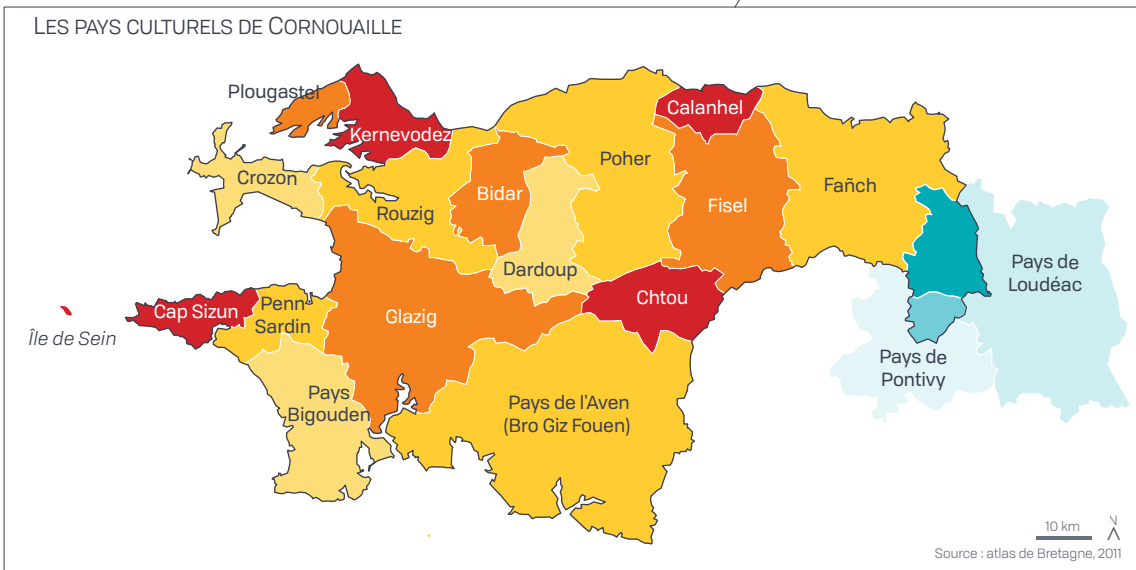 LES PAYS CULTURELS DE CORNOUAILLE
Plougastel
Kernevodez
Calanhel
Crozon
Rouzig
Bidar
Poher
Fisel
Fañch
Dardoup
Pays de
Loudéac
Cap Sizun
Penn
Sardin
Glazig
Chtou
Île de Sein
Pays de
Pontivy
Pays
Bigouden
Pays de l'Aven
(Bro Giz Fouen)
10 km
N
Source : atlas de Bretagne, 2011